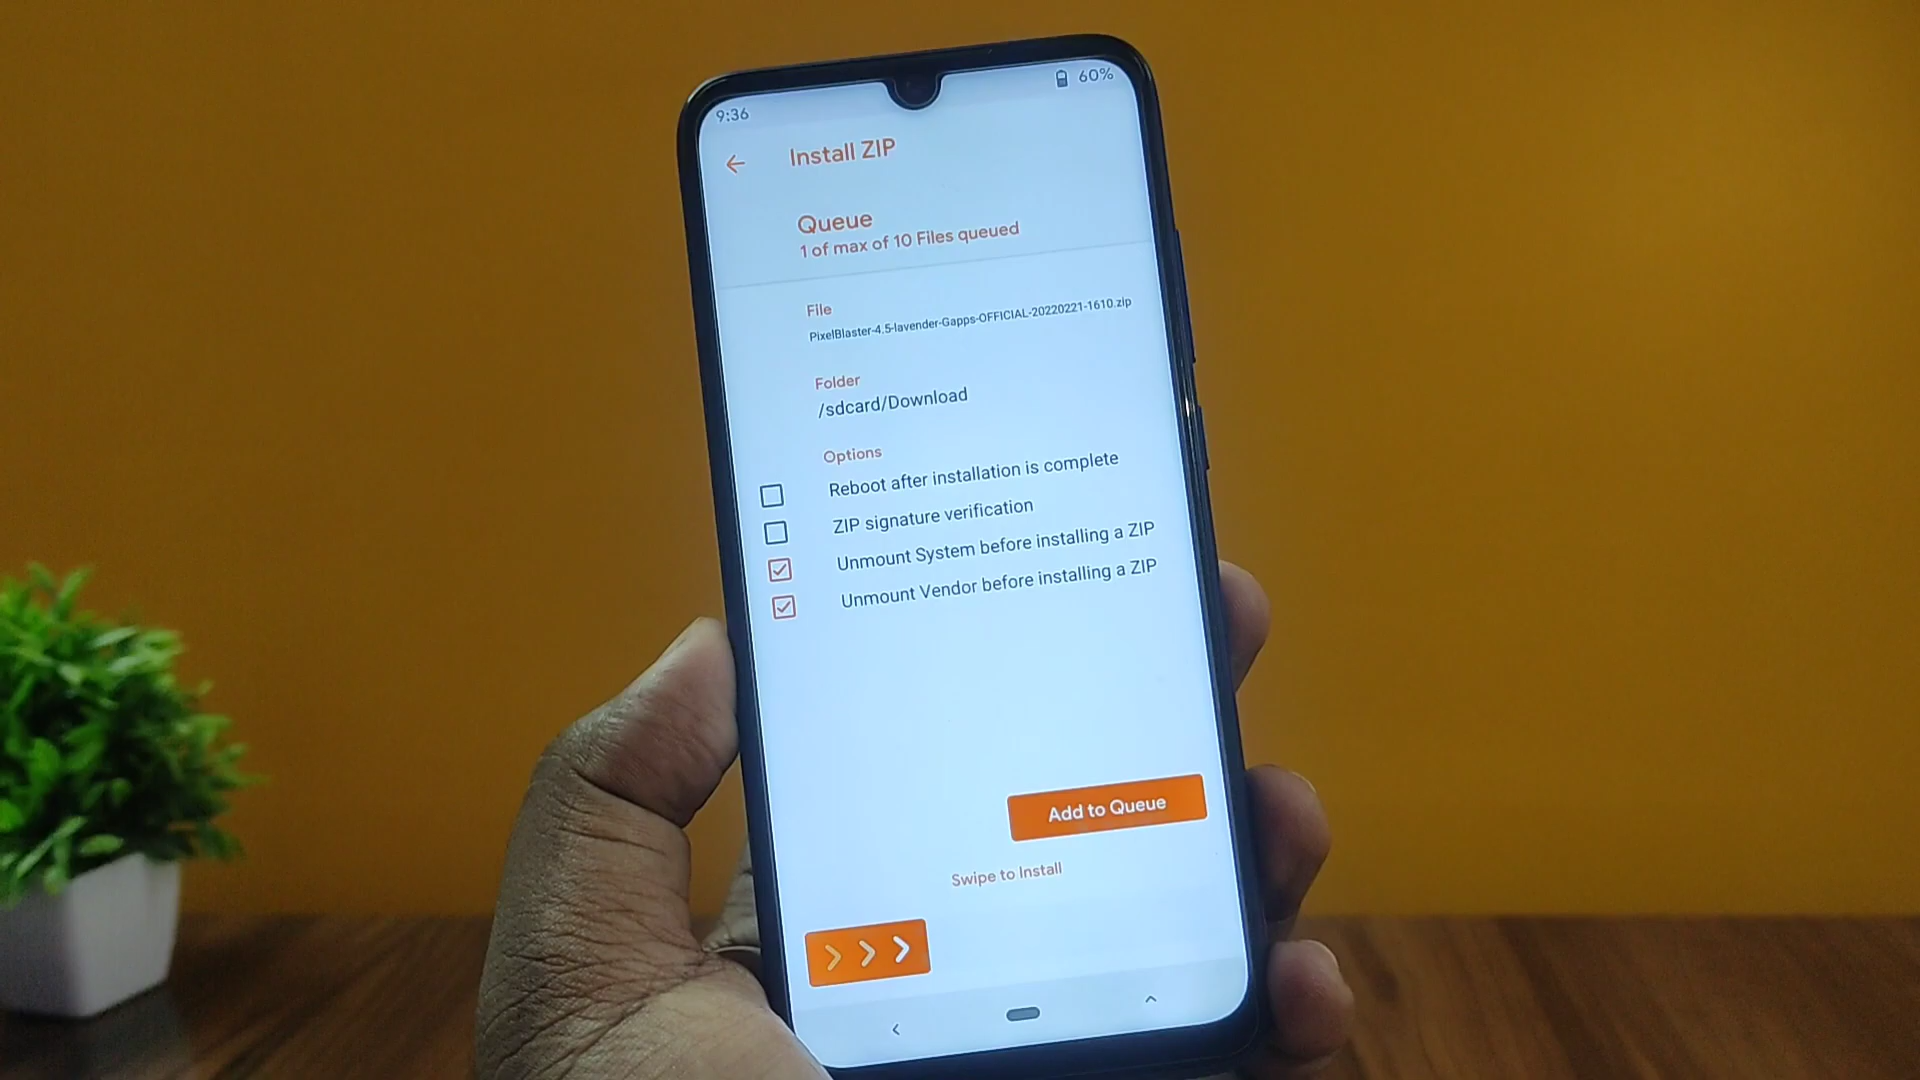 9:36
60%
Install ZIP
Queue
1 of max of 10 Files queued
File
PixelBlaster-4.5-lavender-Gapps-OFFICIAL-20220221-1610.zip
Folder
/sdcard/Download
Options
Reboot after installation is complete
ZIP signature verification
Unmount System before installing a ZIP
Unmount Vendor before installing a ZIP
Add to Queue
Swipe to Install